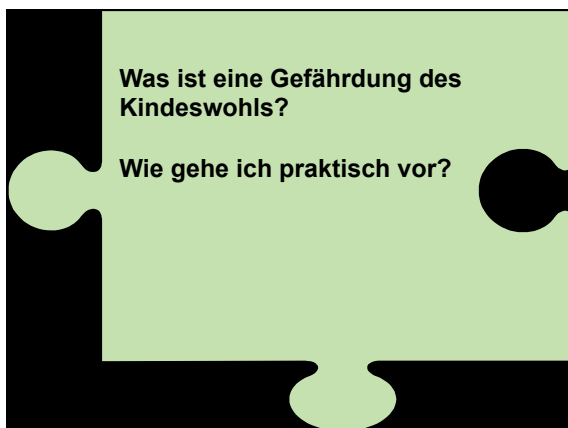 Was ist eine Gefährdung des
Kindeswohls?
Wie gehe ich praktisch vor?